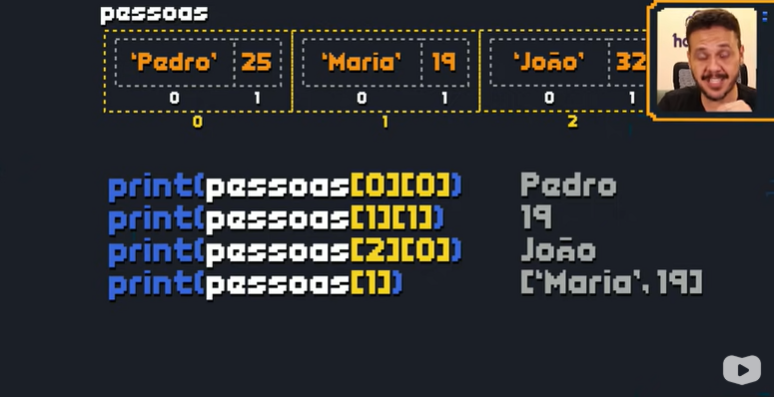 pessoas
'Pedro' 25 'Maria' 19 'João' 32
0 1 0 1 0 1
0 1 2
print(pessoas[0][0]) Pedro
print(pessoas[1][1]) 19
print(pessoas[2][0]) João
print(pessoas[1]) ['Maria', 19]